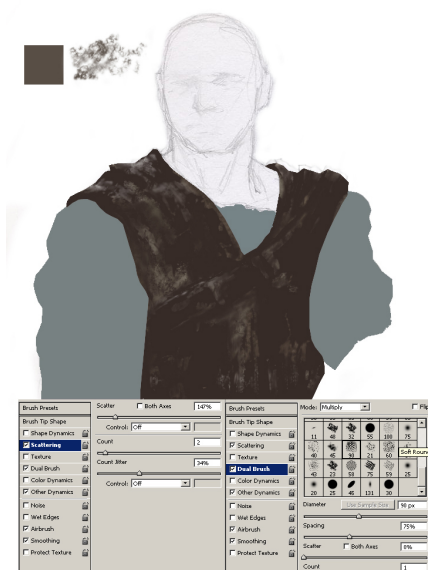 Brush Presets
Brush Tip Shape
Shape Dynamics
Scattering
Texture
Dual Brush
Color Dynamics
Other Dynamics
Noise
Wet Edges
Airbrush
Smoothing
Protect Texture
Scatter Both Axes 147%
Control: Off
Count 2
Count Jitter 34%
Control: Off
Brush Presets
Brush Tip Shape
Shape Dynamics
Scattering
Texture
Dual Brush
Color Dynamics
Other Dynamics
Noise
Wet Edges
Airbrush
Smoothing
Protect Texture
Mode: Multiply Flip
11 48 32 55 100 75
40 45 90 21 60
Soft Roun
43 23 58 75 59 25
20 25 45 131 30
Diameter Use Sample Size 90 px
Spacing 75%
Scatter Both Axes 0%
Count 1